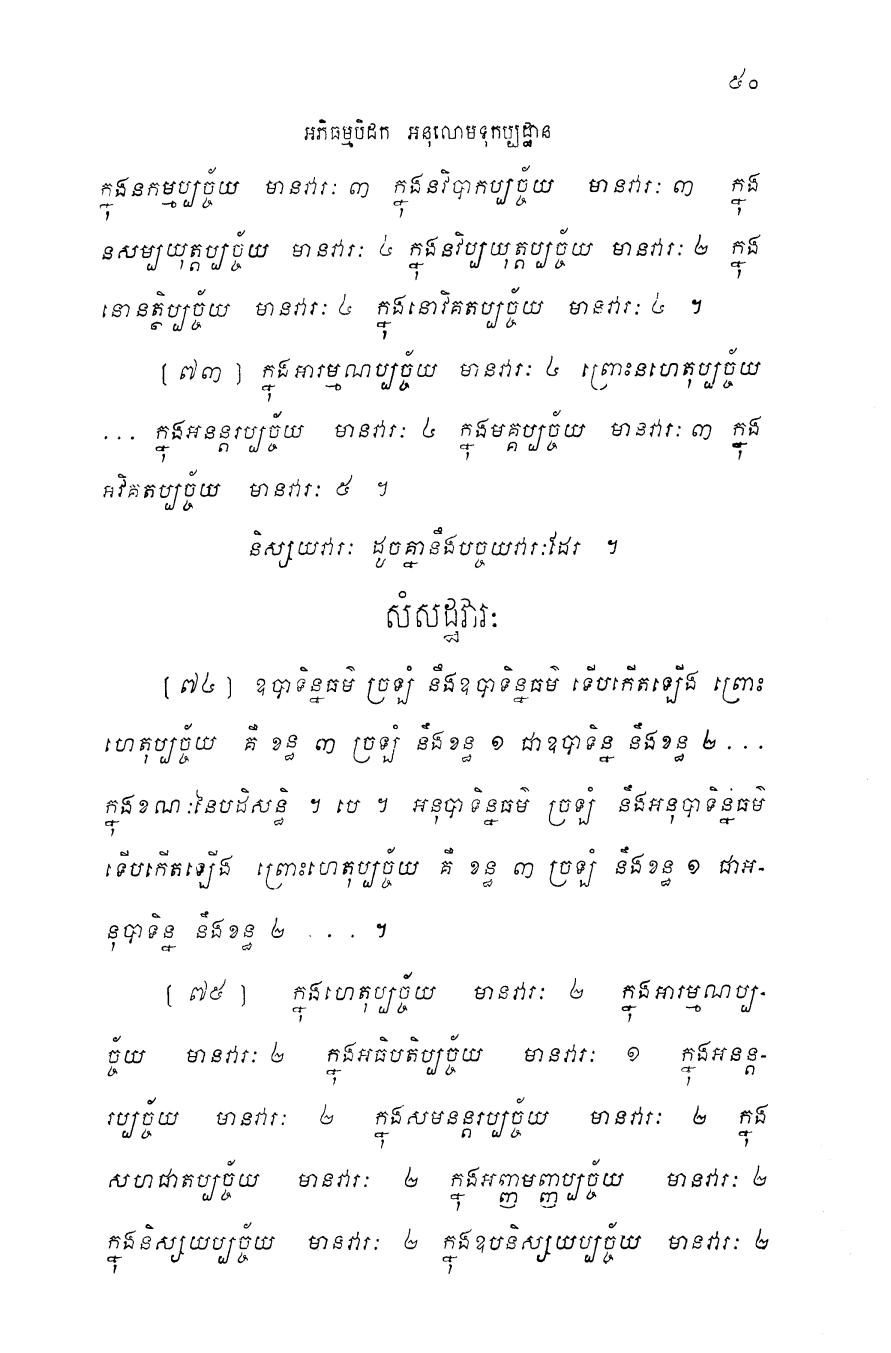 ៥០
អភិធម្មបិដក អនុលោមទុកប្បដ្ឋាន
ក្នុងនកម្មប្បច្ច័យ មានវារៈ ៣ ក្នុងនវិបាកប្បច្ច័យ មានវារៈ ៣ ក្នុង
នសម្បយុត្តប្បច្ច័យ មានវារៈ ៤ ក្នុងនវិប្បយុត្តប្បច្ច័យ មានវារៈ ២ ក្នុង
នោនត្ថិប្បច្ច័យ មានវារៈ ៤ ក្នុងនោវិគតប្បច្ច័យ មានវារៈ ៤ ។
[ ៧៣ ] ក្នុងអារម្មណប្បច្ច័យ មានវារៈ ៤ ព្រោះនហេតុប្បច្ច័យ
... ក្នុងអនន្តរប្បច្ច័យ មានវារៈ ៤ ក្នុងមគ្គប្បច្ច័យ មានវារៈ ៣ ក្នុង
អវិគតប្បច្ច័យ មានវារៈ ៥ ។
និស្សយវារៈ ដូចគ្នានឹងបច្ចយវារៈដែរ ។
សំសដ្ឋវារៈ
[ ៧៤ ] ឧបាទិន្នធម៌ ច្រឡំ នឹងឧបាទិន្នធម៌ ទើបកើតឡើង ព្រោះ
ហេតុប្បច្ច័យ គឺ ខន្ធ ៣ ច្រឡំ នឹងខន្ធ ១ ជាឧបាទិន្ន នឹងខន្ធ ២ ...
ក្នុងខណៈនៃបដិសន្ធិ ។ បេ ។ អនុបាទិន្នធម៌ ច្រឡំ នឹងអនុបាទិន្នធម៌
ទើបកើតឡើង ព្រោះហេតុប្បច្ច័យ គឺ ខន្ធ ៣ ច្រឡំ នឹងខន្ធ ១ ជាអ-
នុបាទិន្ន នឹងខន្ធ ២ ... ។
[ ៧៥ ] ក្នុងហេតុប្បច្ច័យ មានវារៈ ២ ក្នុងអារម្មណប្ប-
ច្ច័យ មានវារៈ ២ ក្នុងអធិបតិប្បច្ច័យ មានវារៈ ១ ក្នុងអនន្ត-
រប្បច្ច័យ មានវារៈ ២ ក្នុងសមនន្តរប្បច្ច័យ មានវារៈ ២ ក្នុង
សហជាតប្បច្ច័យ មានវារៈ ២ ក្នុងអញ្ញមញ្ញប្បច្ច័យ មានវារៈ ២
ក្នុងនិស្សយប្បច្ច័យ មានវារៈ ២ ក្នុងឧបនិស្សយប្បច្ច័យ មានវារៈ ២